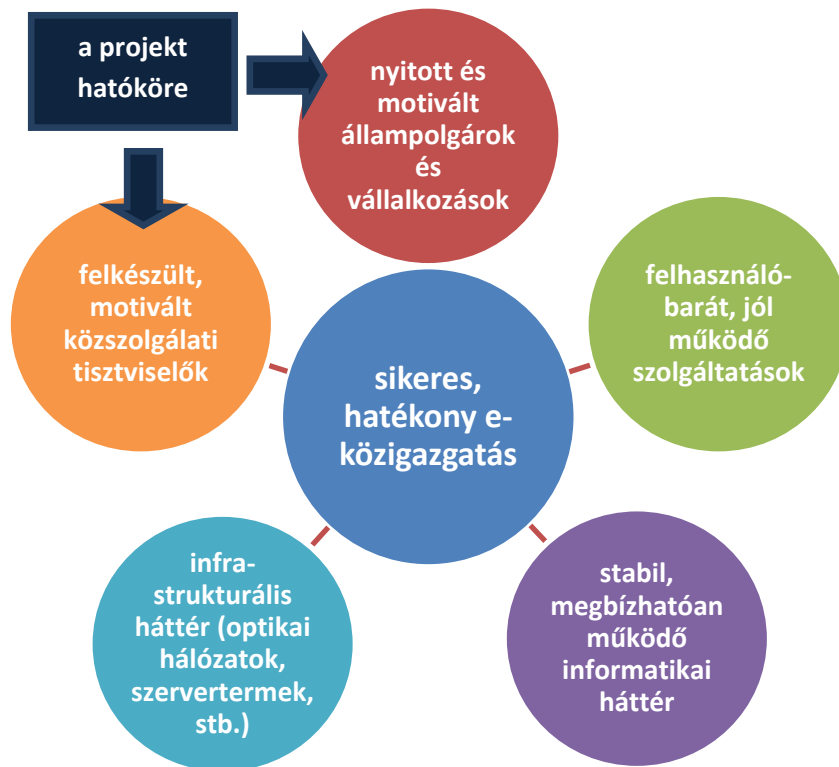 a projekt
hatóköre
nyitott és
motivált
állampolgárok
és
vállalkozások
felkészült,
motivált
közszolgálati
tisztviselők
felhasználó-
barát, jól
működő
szolgáltatások
sikeres,
hatékony e-
közigazgatás
infra-
strukturális
háttér (optikai
hálózatok,
szervertermek,
stb.)
stabil,
megbízhatóan
működő
informatikai
háttér